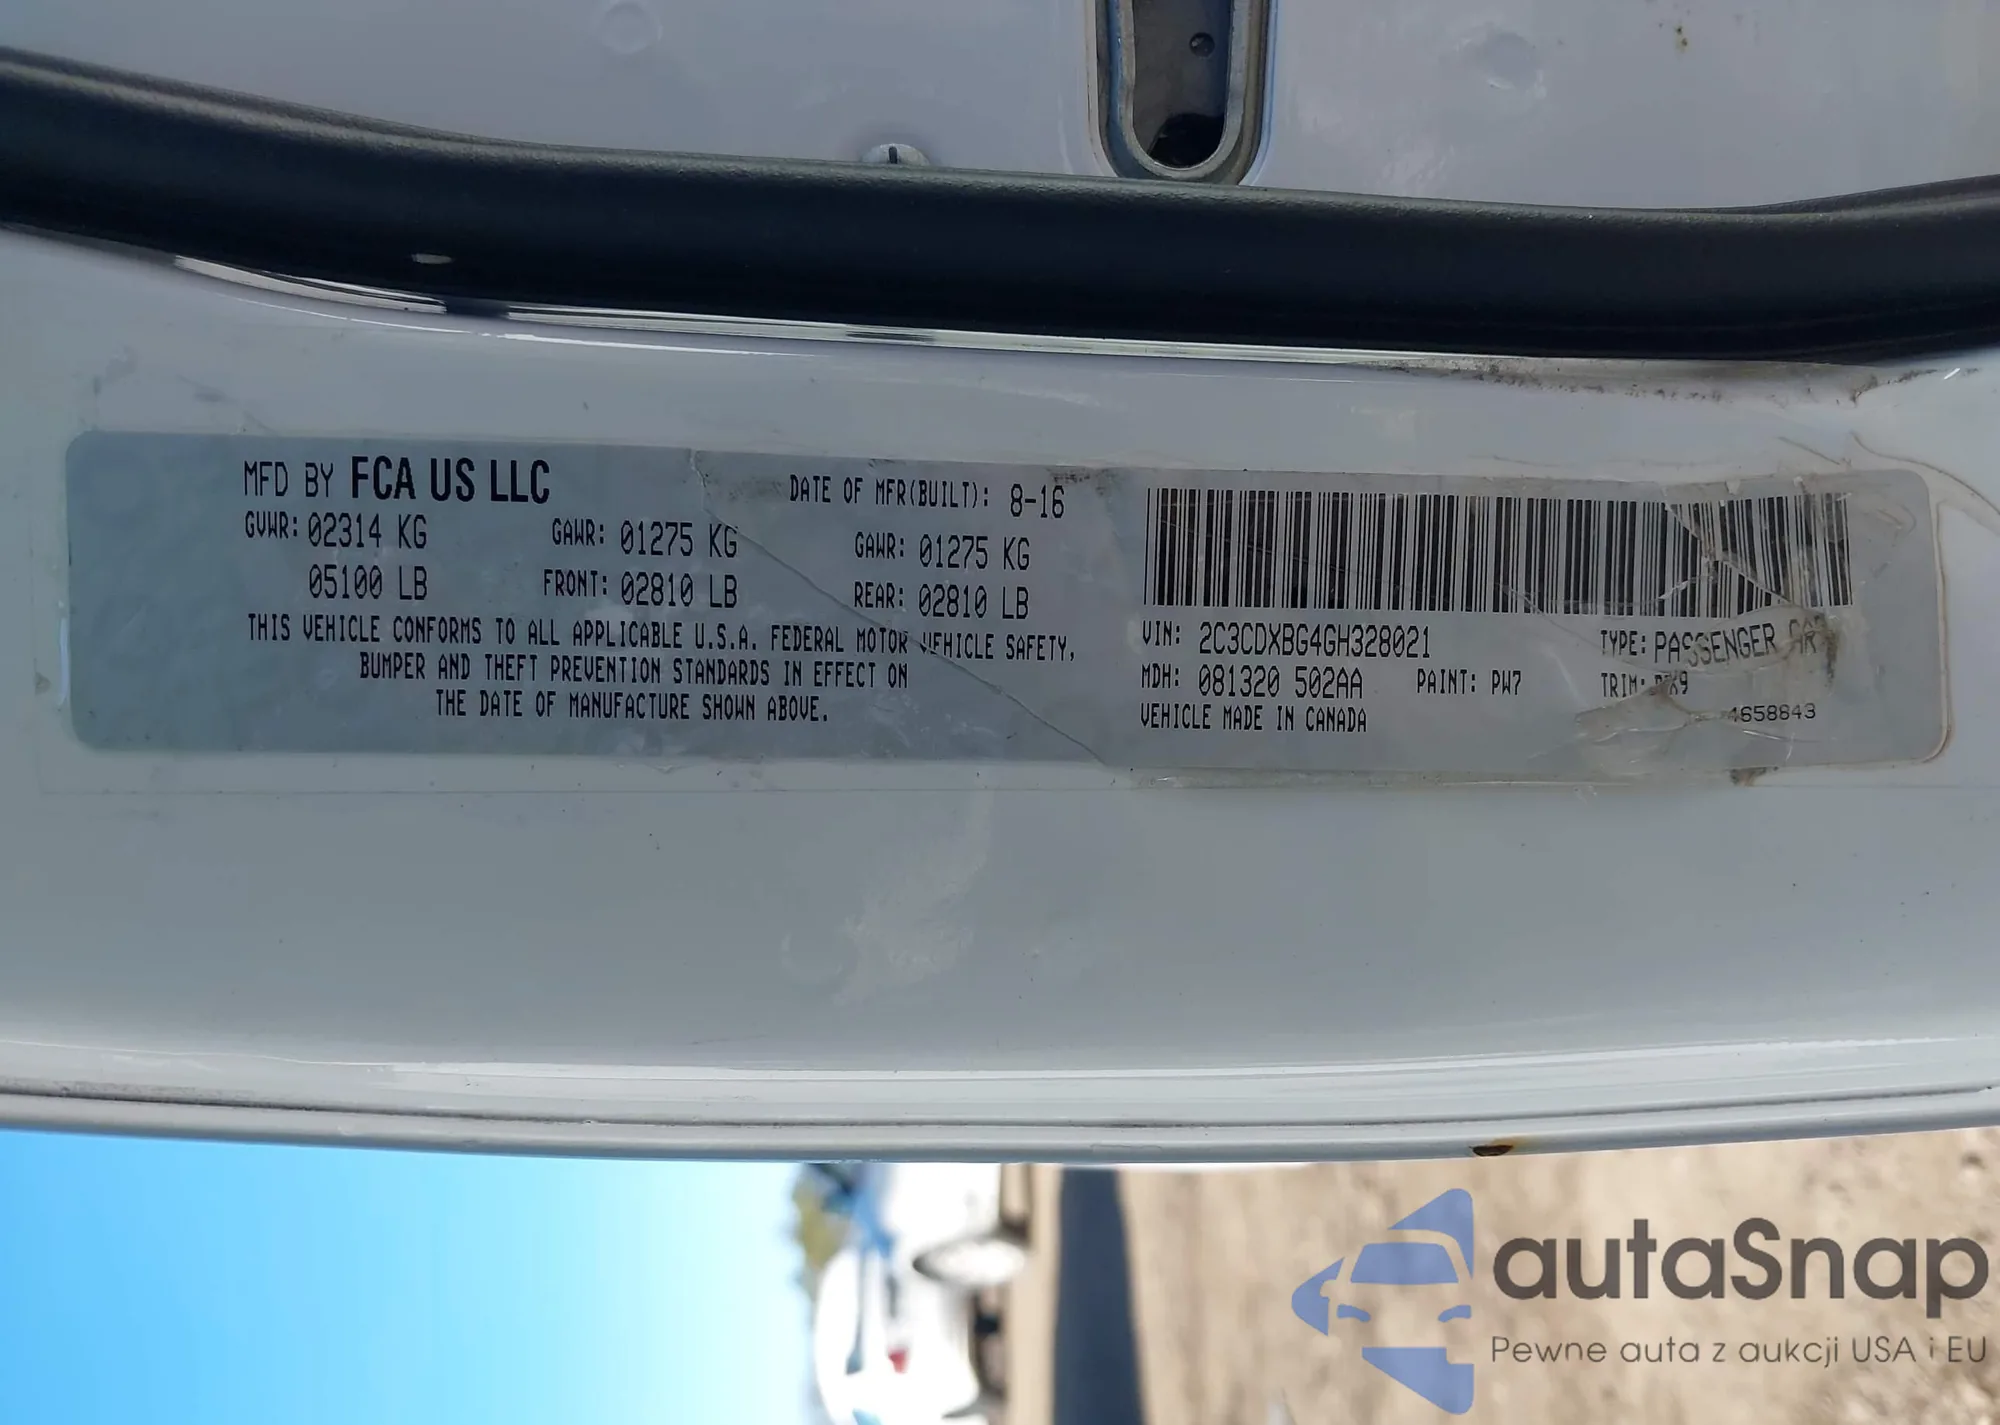 MFD BY FCA US LLC DATE OF MFR(BUILT): 8-16
GVWR: 02314 KG GAWR: 01275 KG GAWR: 01275 KG
05100 LB FRONT: 02810 LB REAR: 02810 LB
THIS VEHICLE CONFORMS TO ALL APPLICABLE U.S.A. FEDERAL MOTOR VEHICLE SAFETY,
BUMPER AND THEFT PREVENTION STANDARDS IN EFFECT ON
THE DATE OF MANUFACTURE SHOWN ABOVE.
VIN: 2C3CDXBG4GH328021 TYPE: PASSENGER CAR
MDH: 081320 502AA PAINT: PW7 TRIM:
VEHICLE MADE IN CANADA 4658843
autaSnap
Pewne auta z aukcji USA i EU